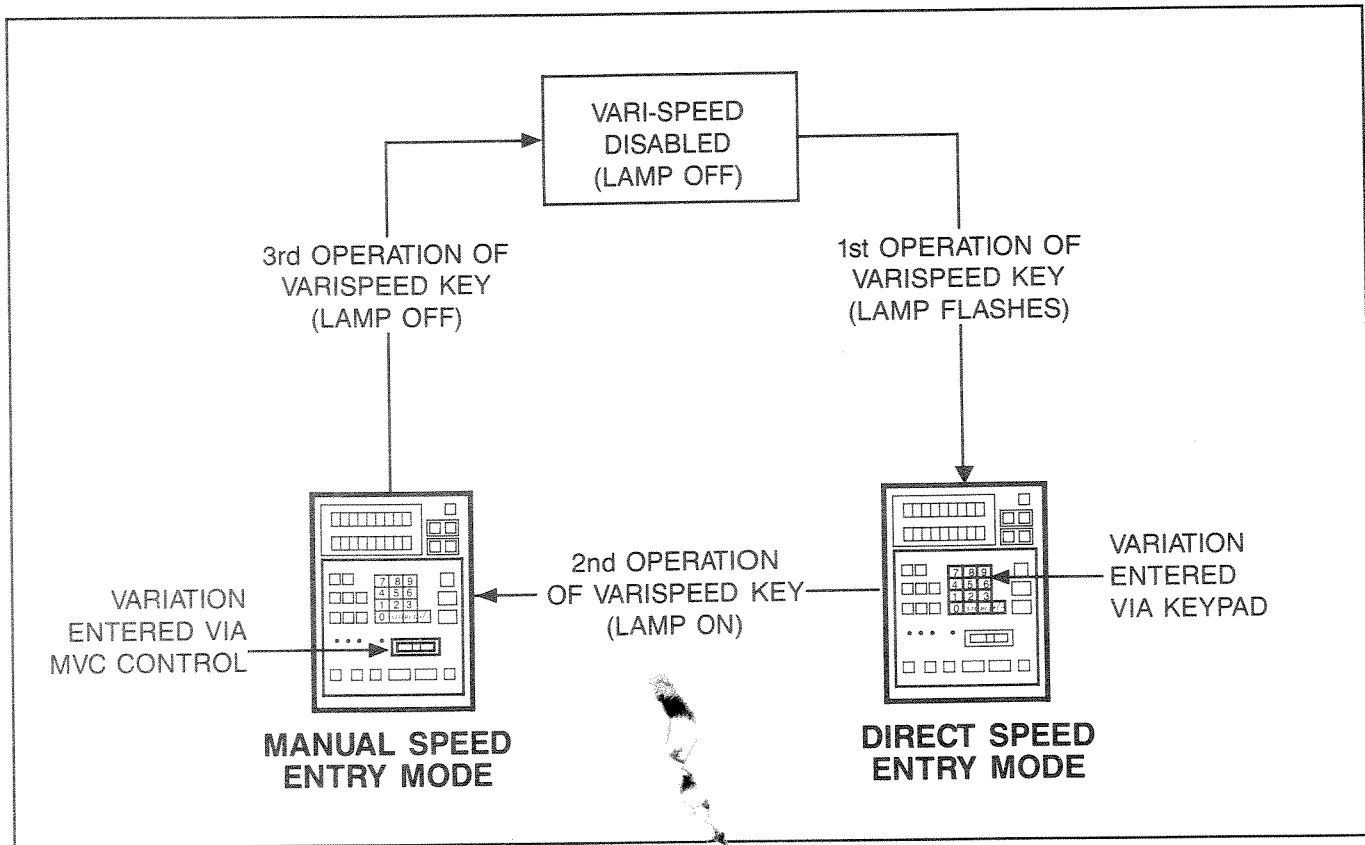 VARI-SPEED
DISABLED
(LAMP OFF)
3rd OPERATION OF
VARISPEED KEY
(LAMP OFF)
1st OPERATION OF
VARISPEED KEY
(LAMP FLASHES)
2nd OPERATION
OF VARISPEED KEY
(LAMP ON)
VARIATION
ENTERED VIA
MVC CONTROL
7 8 9
4 5 6
1 2 3
0
7 8 9
4 5 6
1 2 3
0
VARIATION
ENTERED
VIA KEYPAD
MANUAL SPEED
ENTRY MODE
DIRECT SPEED
ENTRY MODE